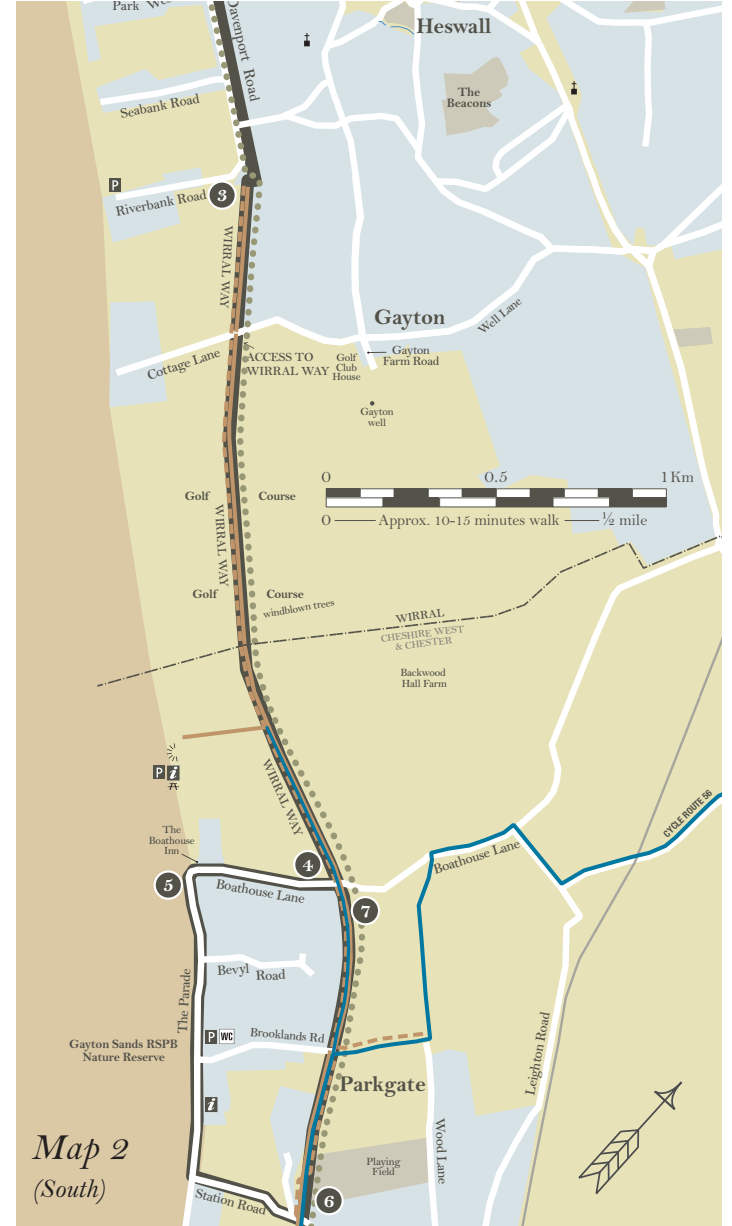 Park We
Davenport Road
Heswall
The
Beacons
Seabank Road
P
Riverbank Road
3
WIRRAL WAY
Gayton
Well Lane
Cottage Lane
ACCESS TO
WIRRAL WAY
Golf
Club
House
Gayton
Farm Road
Gayton
well
0 0.5 1 Km
Golf Course
0 Approx. 10-15 minutes walk ½ mile
WIRRAL WAY
Golf Course
windblown trees
WIRRAL
CHESHIRE WEST
& CHESTER
Backwood
Hall Farm
P i
WIRRAL WAY
CYCLE ROUTE 56
The
Boathouse
Inn
4
Boathouse Lane
5
Boathouse Lane
7
Bevyl Road
The Parade
P WC
Brooklands Rd
Gayton Sands RSPB
Nature Reserve
Leighton Road
Parkgate
i
Map 2
(South)
Wood Lane
Playing
Field
Station Road
6